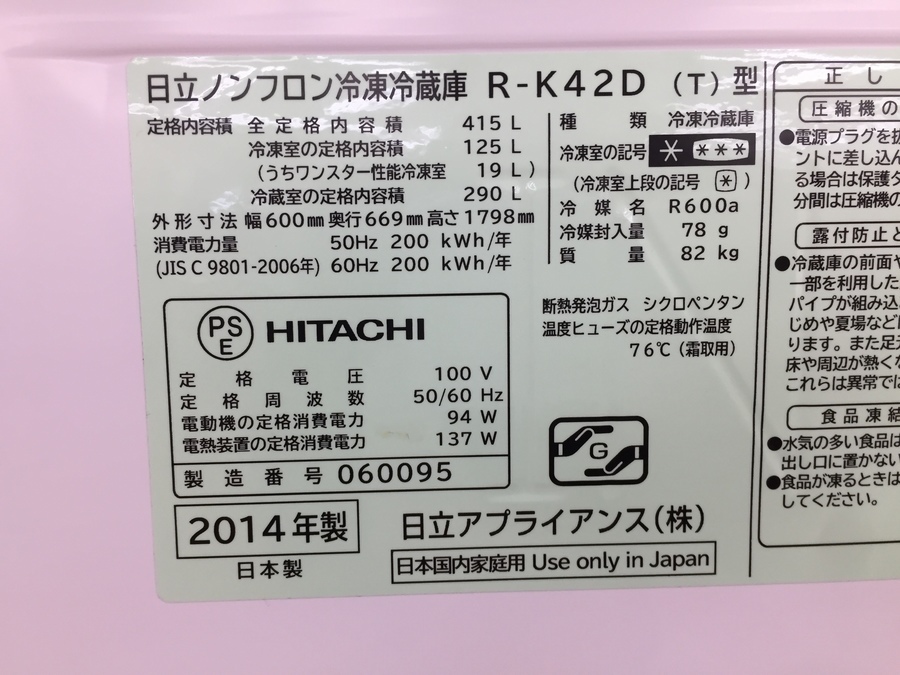 日立ノンフロン冷凍冷蔵庫 R-K42D (T) 型
定格内容積 全定格内容積 415 L
冷凍室の定格内容積 125 L
(うちワンスター性能冷凍室 19 L)
冷蔵室の定格内容積 290 L
外形寸法 幅600mm 奥行669mm 高さ1798mm
消費電力量 50Hz 200 kWh/年
(JIS C 9801-2006年) 60Hz 200 kWh/年
種類 冷凍冷蔵庫
冷凍室の記号 * ***
(冷凍室上段の記号 * )
冷媒名 R600a
冷媒封入量 78 g
質量 82 kg
断熱発泡ガス シクロペンタン
温度ヒューズの定格動作温度
76℃ (霜取用)
PS
E
HITACHI
定格電圧 100 V
定格周波数 50/60 Hz
電動機の定格消費電力 94 W
電熱装置の定格消費電力 137 W
製造番号 060095
G
2014年製
日本製
日立アプライアンス(株)
日本国内家庭用 Use only in Japan
正し
圧縮機の
●電源プラグを抜
ントに差し込ん
る場合は保護
分間は圧縮機の
露付防止と
●冷蔵庫の前面や
一部を利用した
パイプが組み込
じめや夏場など
ります。また足元
床や周辺が熱く
これらは異常では
食品凍結
●水気の多い食品は
出し口に置かない
●食品が凍るときは
してください。